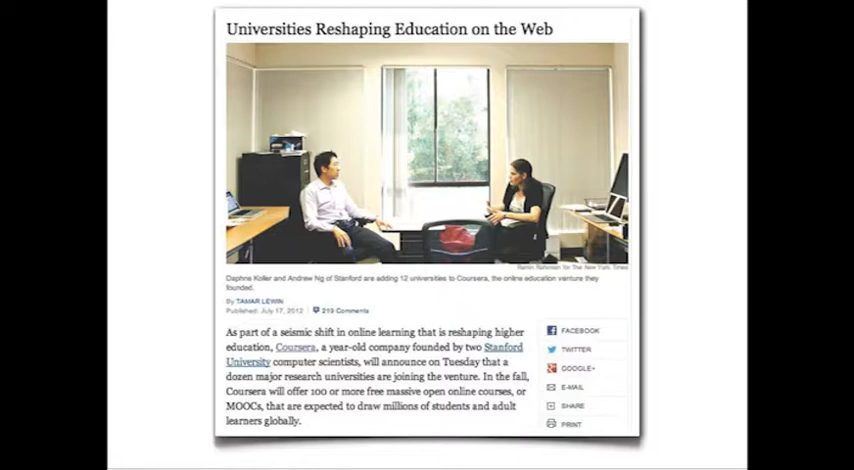 Universities Reshaping Education on the Web
Ramin Rahimian for The New York Times
Daphne Koller and Andrew Ng of Stanford are adding 12 universities to Coursera, the online education venture they
founded.
By TAMAR LEWIN
Published: July 17, 2012
219 Comments
As part of a seismic shift in online learning that is reshaping higher
education, Coursera, a year-old company founded by two Stanford
University computer scientists, will announce on Tuesday that a
dozen major research universities are joining the venture. In the fall,
Coursera will offer 100 or more free massive open online courses, or
MOOCs, that are expected to draw millions of students and adult
learners globally.
FACEBOOK
TWITTER
GOOGLE+
E-MAIL
SHARE
PRINT